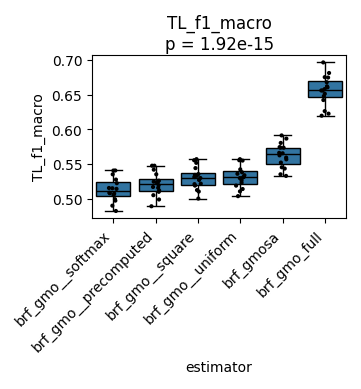 TL_f1_macro
p = 1.92e-15
TL_f1_macro
0.70
0.65
0.60
0.55
0.50
brf_gmo__softmax
brf_gmo__precomputed
brf_gmo__square
brf_gmo__uniform
brf_gmosa
brf_gmo_full
estimator